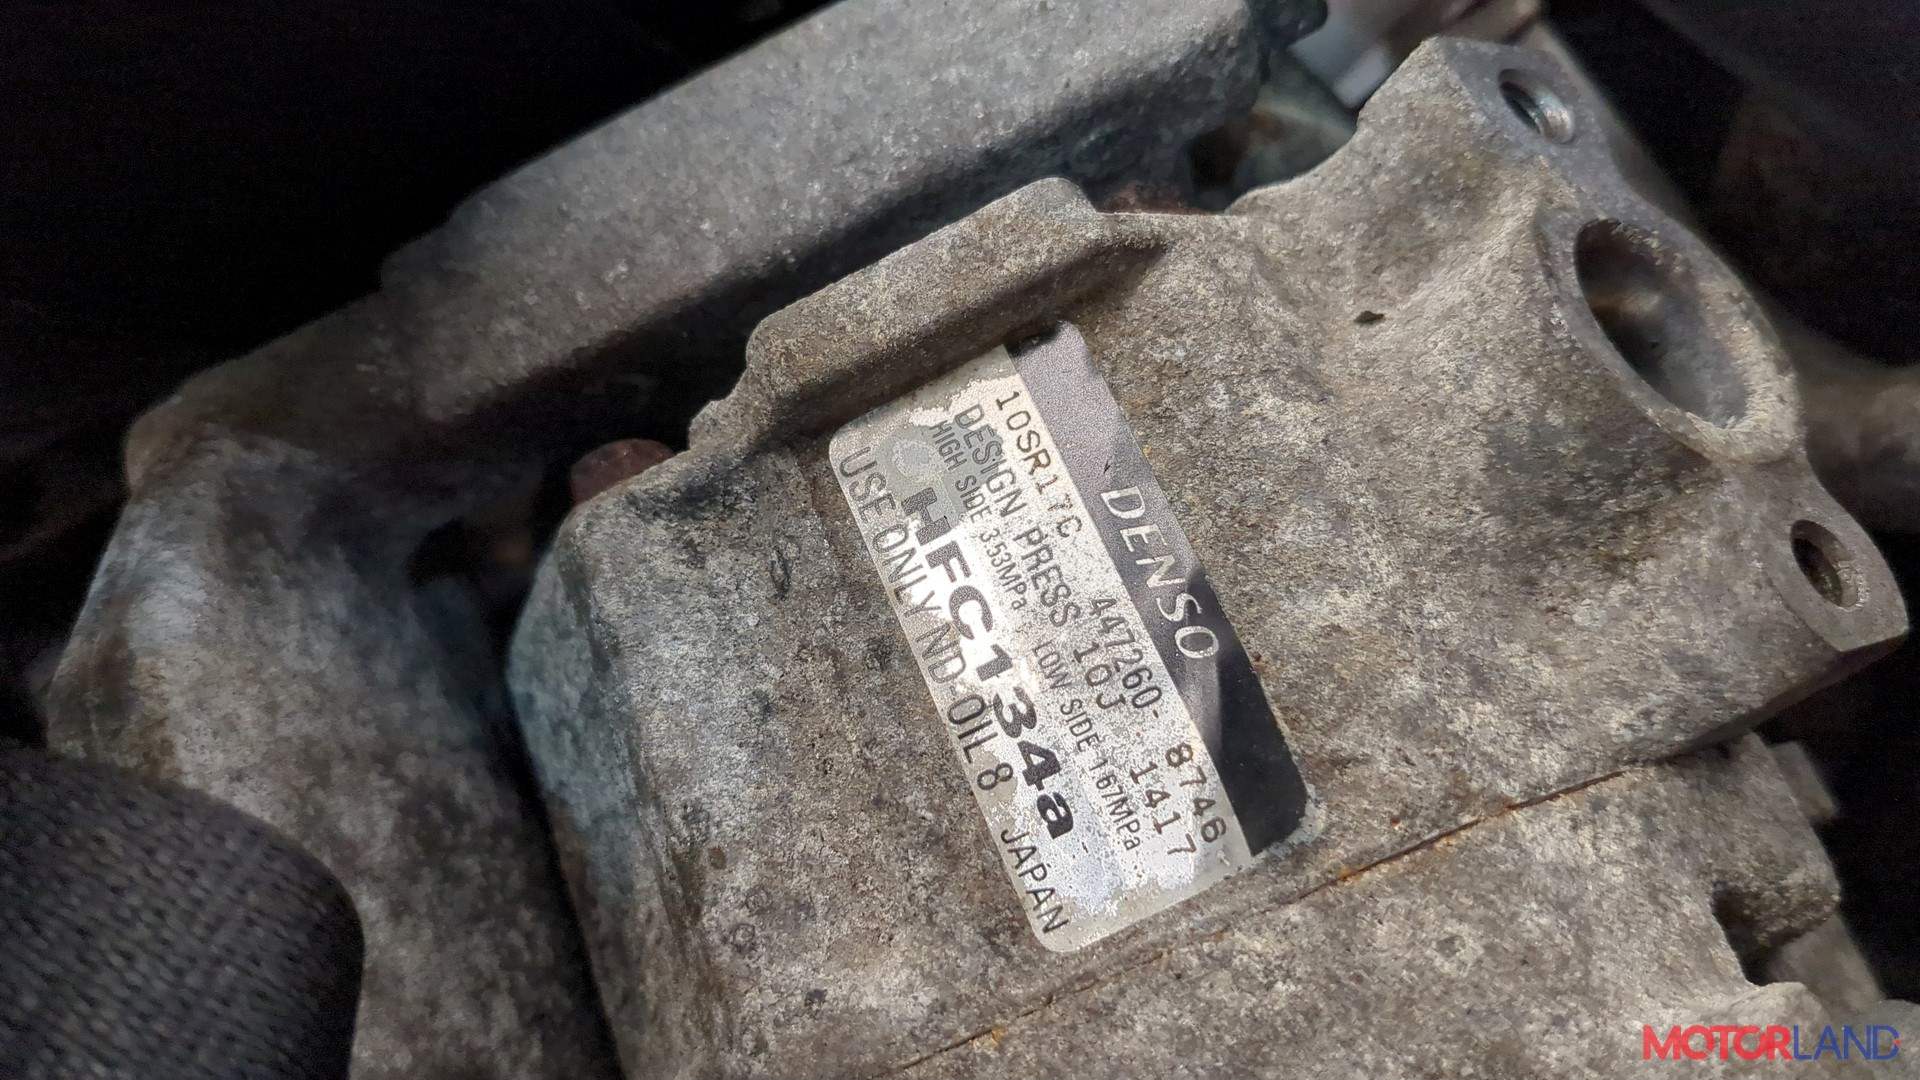 DENSO
10SR17C 447260-8746
DESIGN PRESS 10J 1417
HIGH SIDE 3.53MPa LOW SIDE 1.67MPa
HFC134a
USE ONLY ND-OIL 8 JAPAN
MOTORLAND